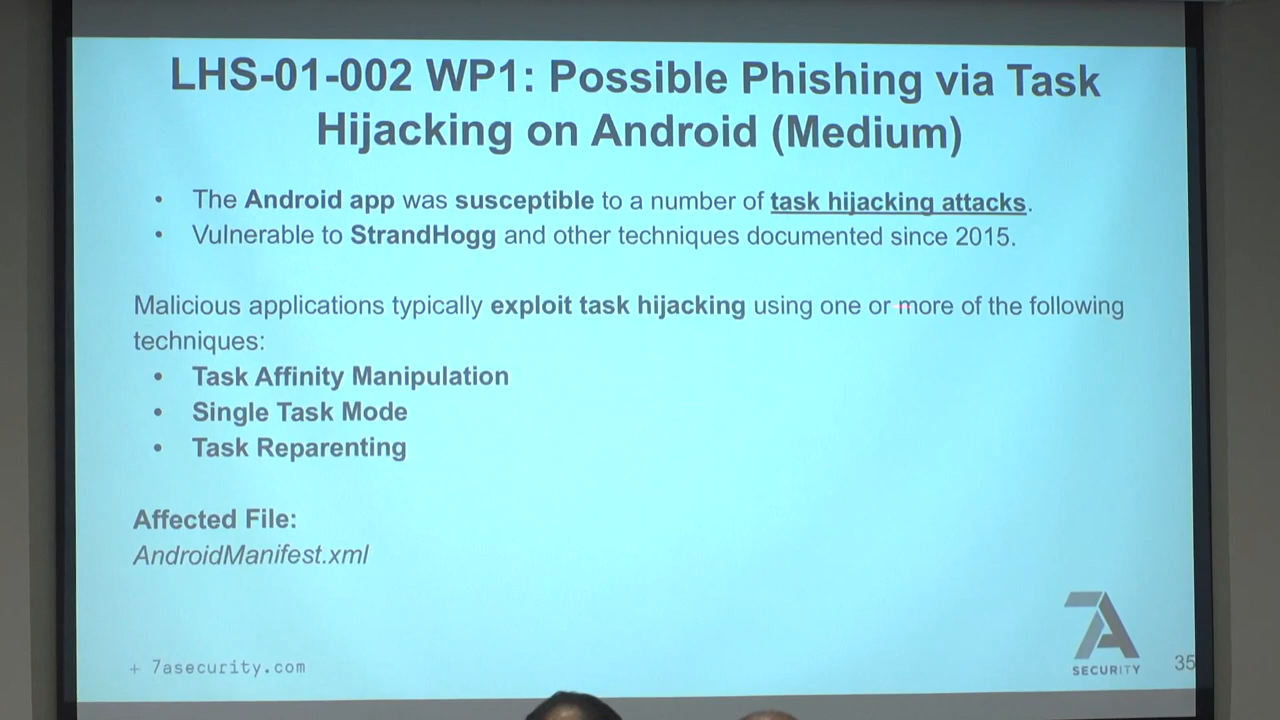 LHS-01-002 WP1: Possible Phishing via Task
Hijacking on Android (Medium)
• The Android app was susceptible to a number of task hijacking attacks.
• Vulnerable to StrandHogg and other techniques documented since 2015.
Malicious applications typically exploit task hijacking using one or more of the following
techniques:
• Task Affinity Manipulation
• Single Task Mode
• Task Reparenting
Affected File:
AndroidManifest.xml
+ 7asecurity.com
7A
SECURITY
35